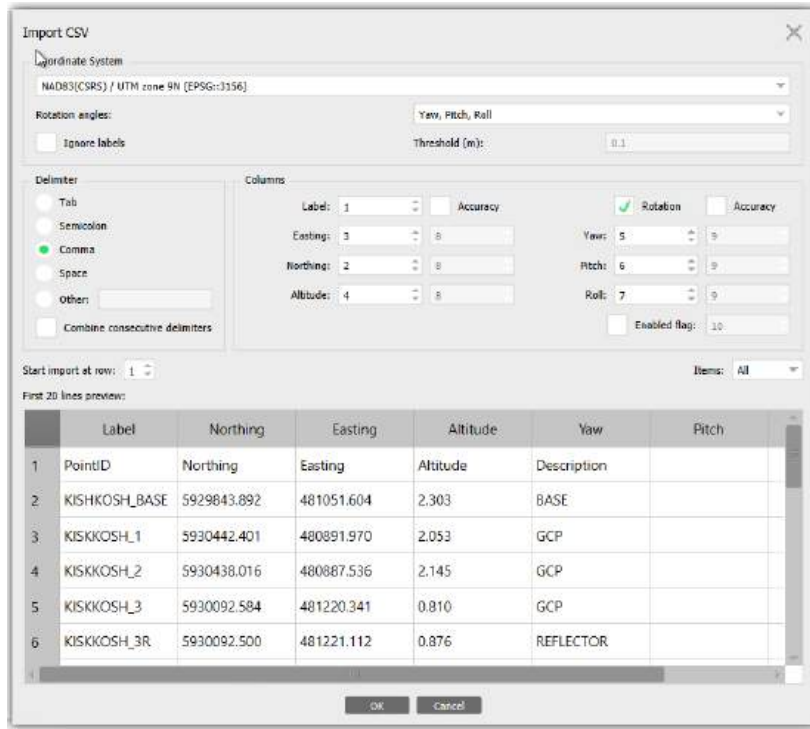 Import CSV
Coordinate System
NAD83(CSRS) / UTM zone 9N [EPSG::3156]
Rotation angles: Yaw, Pitch, Roll
Ignore labels Threshold (m): 0.1
Delimiter Columns
Tab Label: 1 Accuracy Rotation Accuracy
Semicolon Easting: 3 8 Yaw: 5 9
Comma Northing: 2 8 Pitch: 6 9
Space Altitude: 4 8 Roll: 7 9
Other:
Combine consecutive delimiters Enabled flag: 10
Start import at row: 1 Items: All
First 20 lines preview:
Label Northing Easting Altitude Yaw Pitch
1 PointID Northing Easting Altitude Description
2 KISHKOSH_BASE 5929843.892 481051.604 2.303 BASE
3 KISKKOSH_1 5930442.401 480891.970 2.053 GCP
4 KISKKOSH_2 5930438.016 480887.536 2.145 GCP
5 KISKKOSH_3 5930092.584 481220.341 0.810 GCP
6 KISKKOSH_3R 5930092.500 481221.112 0.876 REFLECTOR
OK Cancel